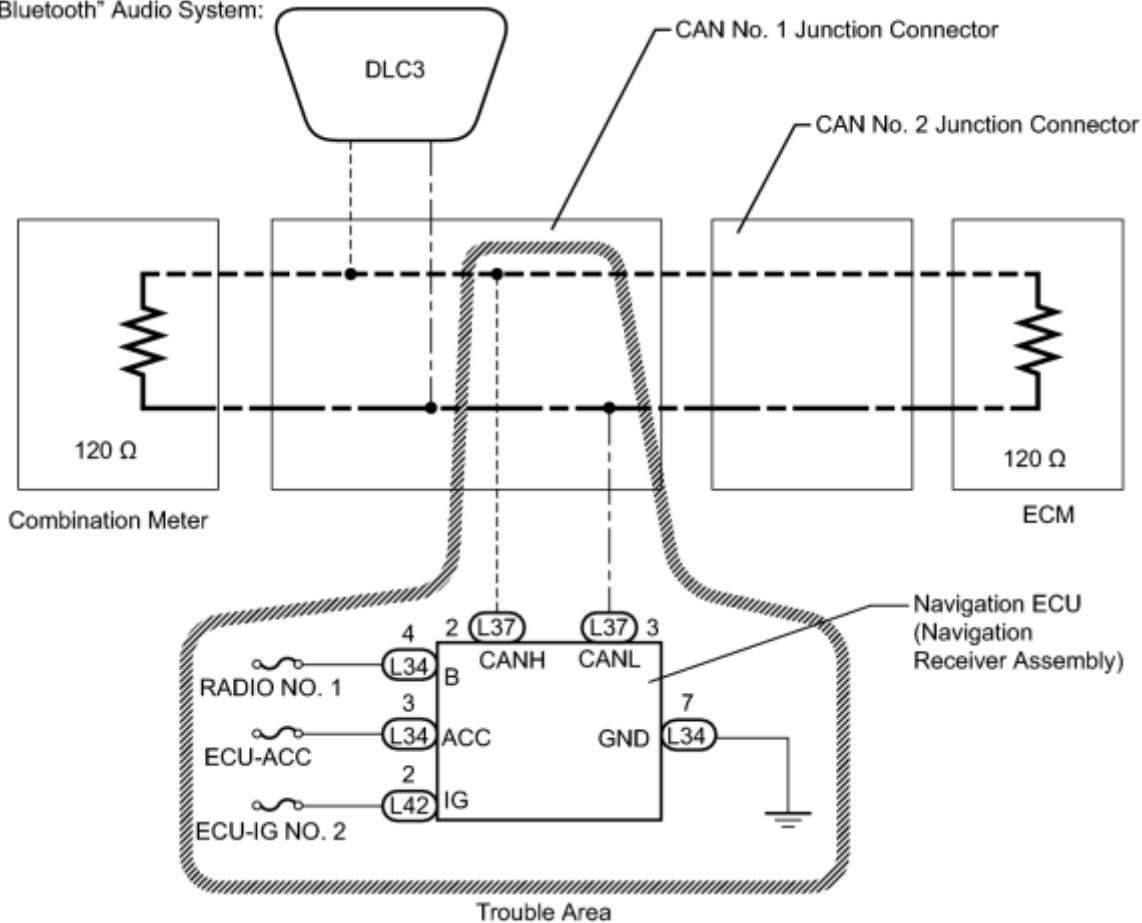 Bluetooth” Audio System:
DLC3
CAN No. 1 Junction Connector
CAN No. 2 Junction Connector
120 Ω
120 Ω
Combination Meter
ECM
Navigation ECU
(Navigation
Receiver Assembly)
2 L37
L37 3
CANH
CANL
4
L34
B
RADIO NO. 1
3
L34
ACC
ECU-ACC
2
L42
IG
ECU-IG NO. 2
7
GND
L34
Trouble Area